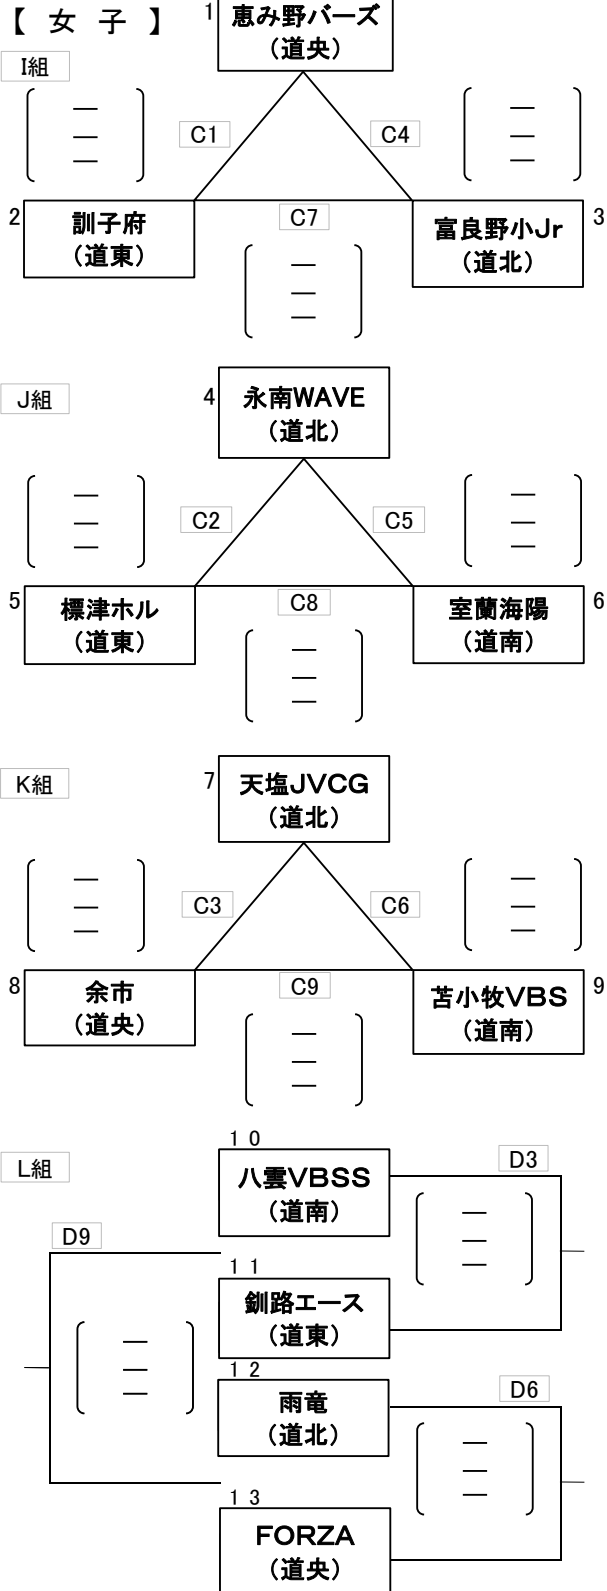 【 女 子 】
1
恵み野バーズ
（道央）
I組
C1
C4
2
訓子府
（道東）
C7
3
富良野小Jr
（道北）
4
永南WAVE
（道北）
J組
C2
C5
5
標津ホル
（道東）
C8
6
室蘭海陽
（道南）
7
天塩JVCG
（道北）
K組
C3
C6
8
余市
（道央）
C9
9
苫小牧VBS
（道南）
L組
１０
八雲VBSS
（道南）
D3
D9
１１
釧路エース
（道東）
１２
雨竜
（道北）
D6
１３
FORZA
（道央）